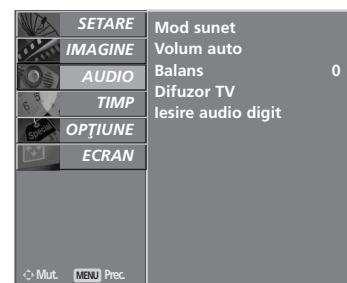 SETARE
IMAGINE
AUDIO
TIMP
OPŢIUNE
ECRAN
Mod sunet
Volum auto
Balans 0
Difuzor TV
Iesire audio digit
Mut. MENU Prec.